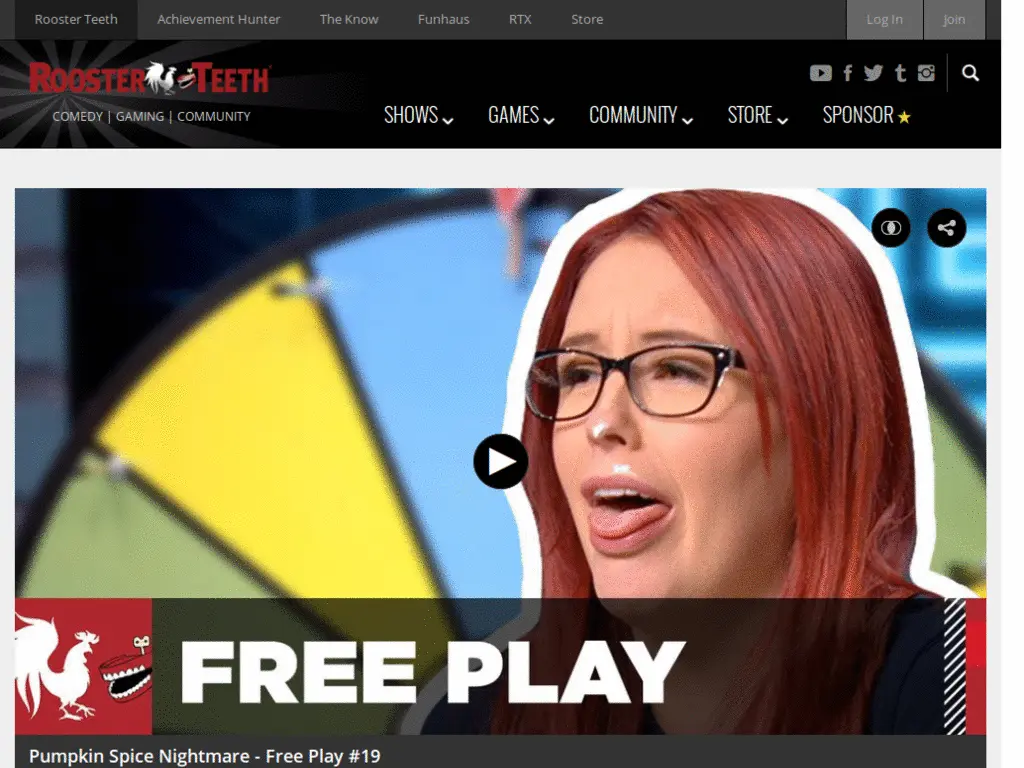 Rooster Teeth Achievement Hunter The Know Funhaus RTX Store Log In Join
ROOSTER TEETH
COMEDY | GAMING | COMMUNITY
SHOWS GAMES COMMUNITY STORE SPONSOR
FREE PLAY
Pumpkin Spice Nightmare - Free Play #19